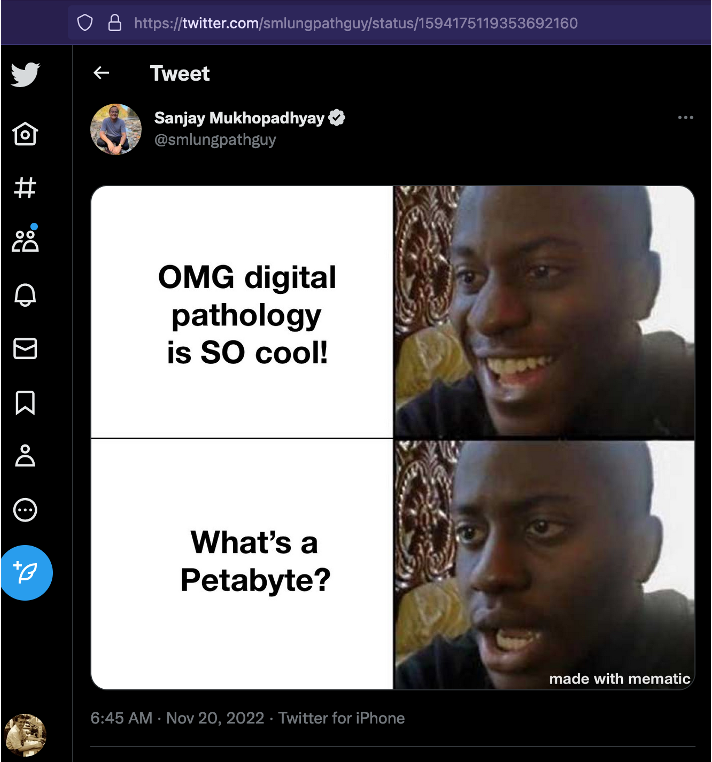 https://twitter.com/smlungpathguy/status/1594175119353692160
Tweet
Sanjay Mukhopadhyay
@smlungpathguy
OMG digital
pathology
is SO cool!
What’s a
Petabyte?
made with mematic
6:45 AM · Nov 20, 2022 · Twitter for iPhone